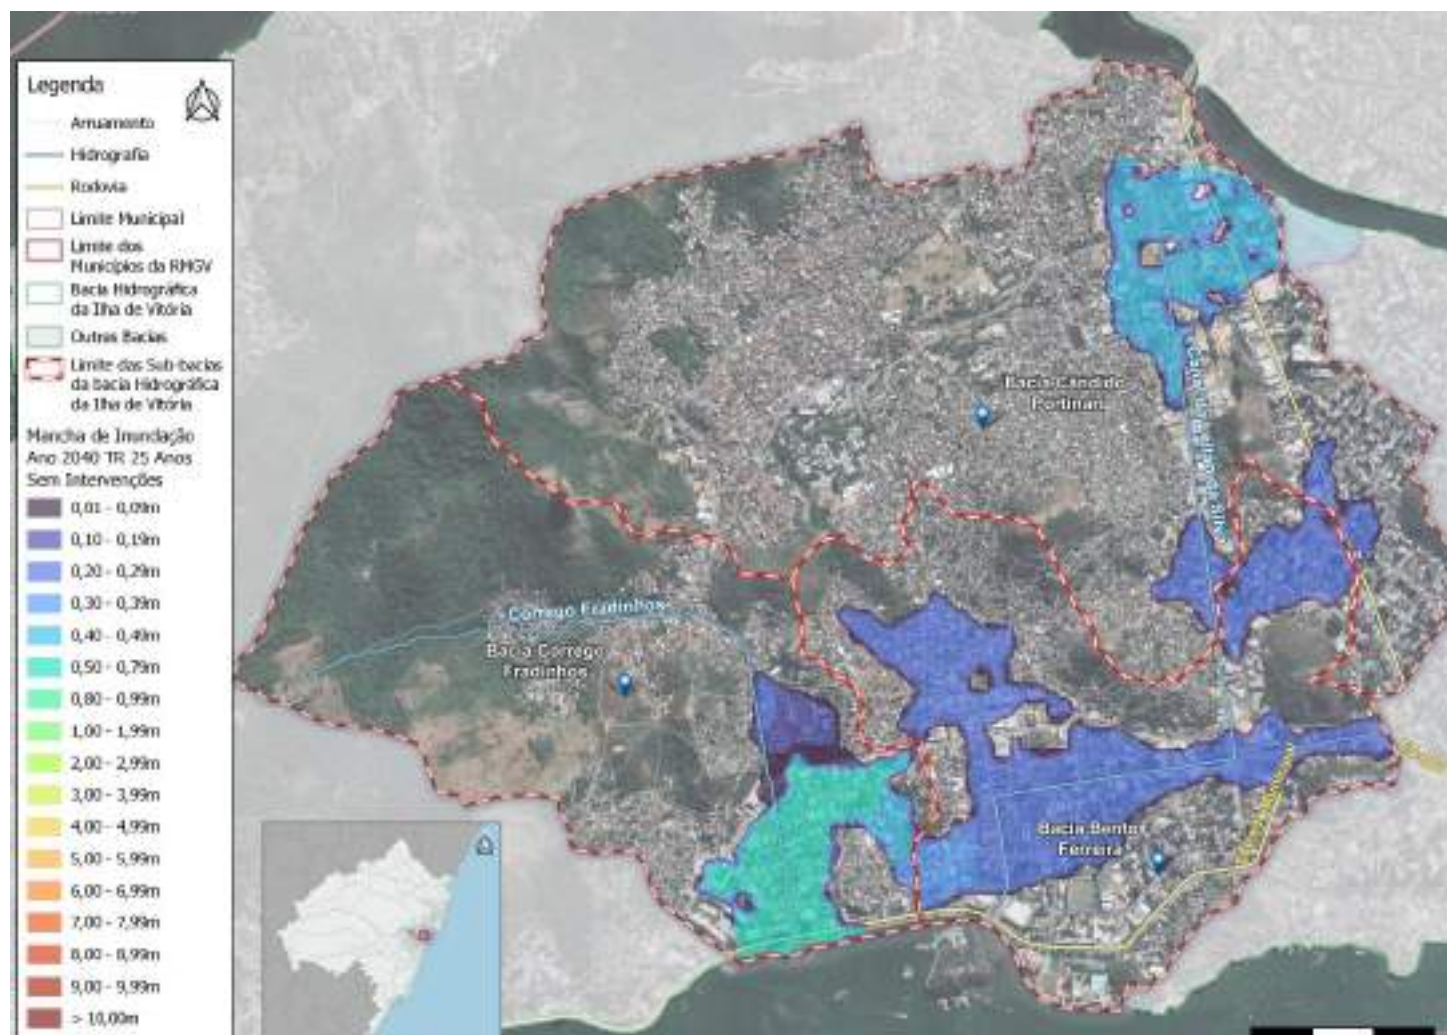 Legenda
Arruamento
Hidrografia
Rodovia
Limite Municipal
Limite dos
Municípios da RMGV
Bacia Hidrográfica
da Ilha de Vitória
Outras Bacias
Limite das Sub-bacias
da bacia Hidrográfica
da Ilha de Vitória
Mancha de Inundação
Ano 2040 TR 25 Anos
Sem Intervenções
0,01 - 0,09m
0,10 - 0,19m
0,20 - 0,29m
0,30 - 0,39m
0,40 - 0,49m
0,50 - 0,79m
0,80 - 0,99m
1,00 - 1,99m
2,00 - 2,99m
3,00 - 3,99m
4,00 - 4,99m
5,00 - 5,99m
6,00 - 6,99m
7,00 - 7,99m
8,00 - 8,99m
9,00 - 9,99m
> 10,00m
Bacia Cândido
Portinari
Córrego Fradinhos
Bacia Córrego
Fradinhos
Bacia Bento
Ferreira